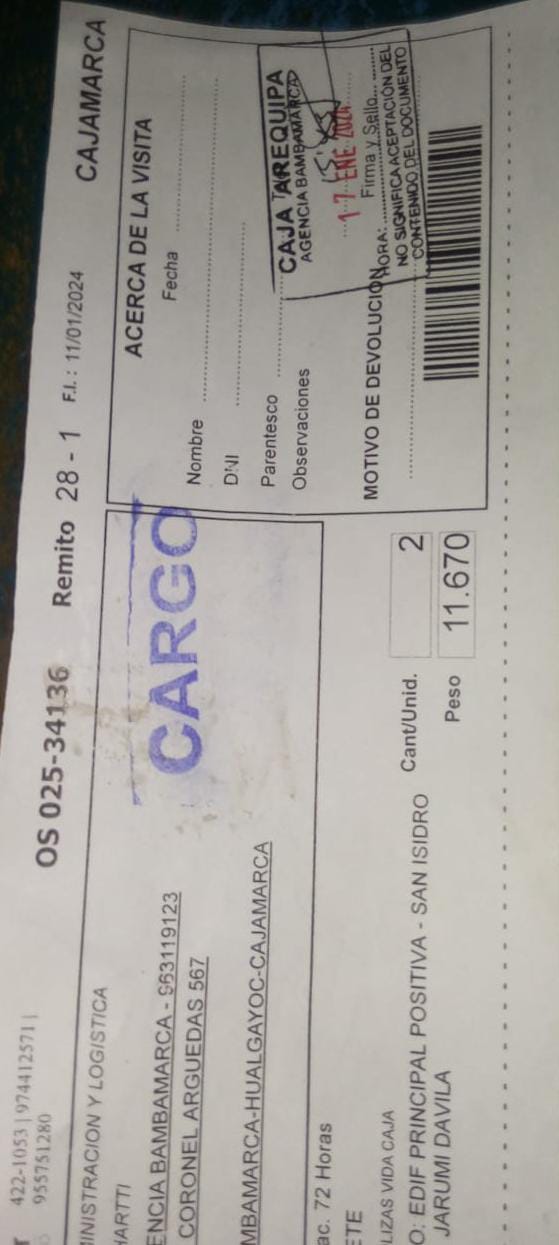 422-1053 | 974412571 |
955751280
OS 025-34136 Remito 28 - 1 F.I. : 11/01/2024 CAJAMARCA
INISTRACION Y LOGISTICA
HARTTI
ENCIA BAMBAMARCA - 963119123
CORONEL ARGUEDAS 567
MBAMARCA-HUALGAYOC-CAJAMARCA
CARGO
ac. 72 Horas
ETE
LIZAS VIDA CAJA
O: EDIF PRINCIPAL POSITIVA - SAN ISIDRO
JARUMI DAVILA
Cant/Unid. 2
Peso 11.670
ACERCA DE LA VISITA
Fecha
Nombre
DNI
Parentesco
Observaciones
MOTIVO DE DEVOLUCION
CAJA AREQUIPA
AGENCIA BAMBAMARCA
17 ENE 2024
Firma y Sello
HORA:
NO SIGNIFICA ACEPTACIÓN DEL
CONTENIDO DEL DOCUMENTO